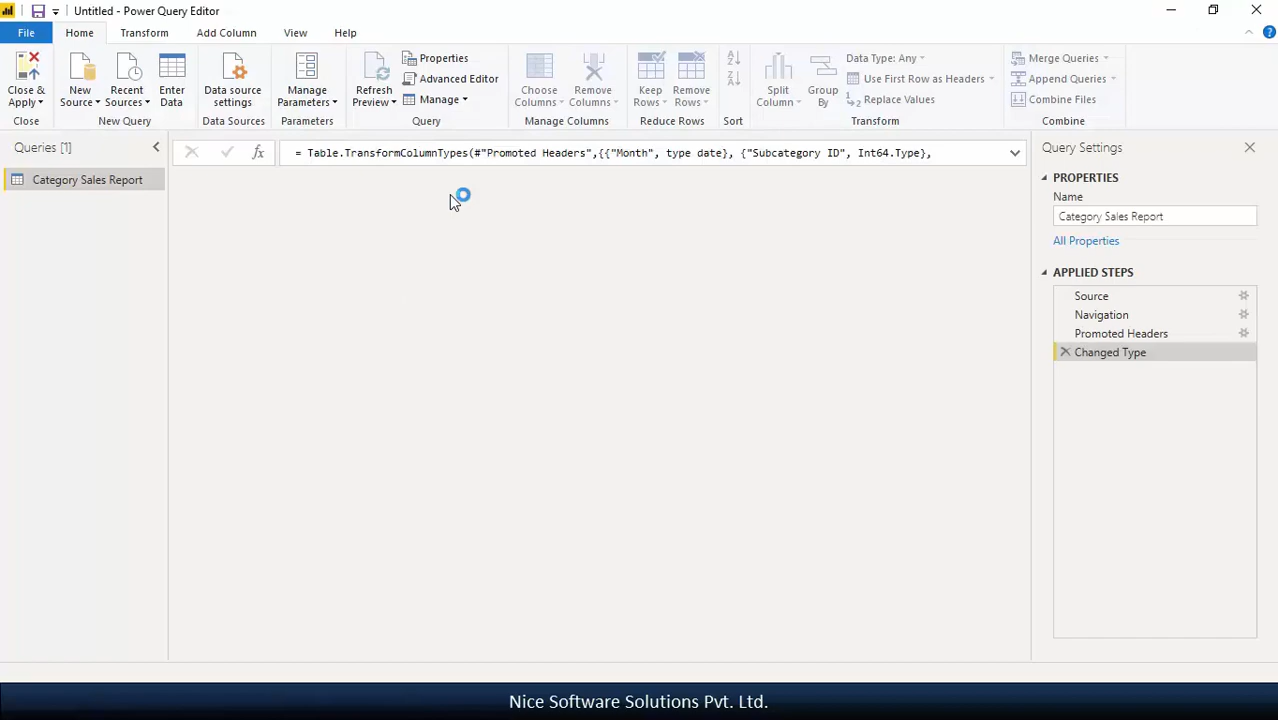 Untitled - Power Query Editor
File Home Transform Add Column View Help
Close & Apply
New Source
Recent Sources
Enter Data
Data source settings
Manage Parameters
Refresh Preview
Properties
Advanced Editor
Manage
Choose Columns
Remove Columns
Keep Rows
Remove Rows
Split Column
Group By
Data Type: Any
Use First Row as Headers
Replace Values
Merge Queries
Append Queries
Combine Files
Close New Query Data Sources Parameters Query Manage Columns Reduce Rows Sort Transform Combine
Queries [1]
Category Sales Report
= Table.TransformColumnTypes(#"Promoted Headers",{{"Month", type date}, {"Subcategory ID", Int64.Type},
Query Settings
PROPERTIES
Name
Category Sales Report
All Properties
APPLIED STEPS
Source
Navigation
Promoted Headers
Changed Type
Nice Software Solutions Pvt. Ltd.